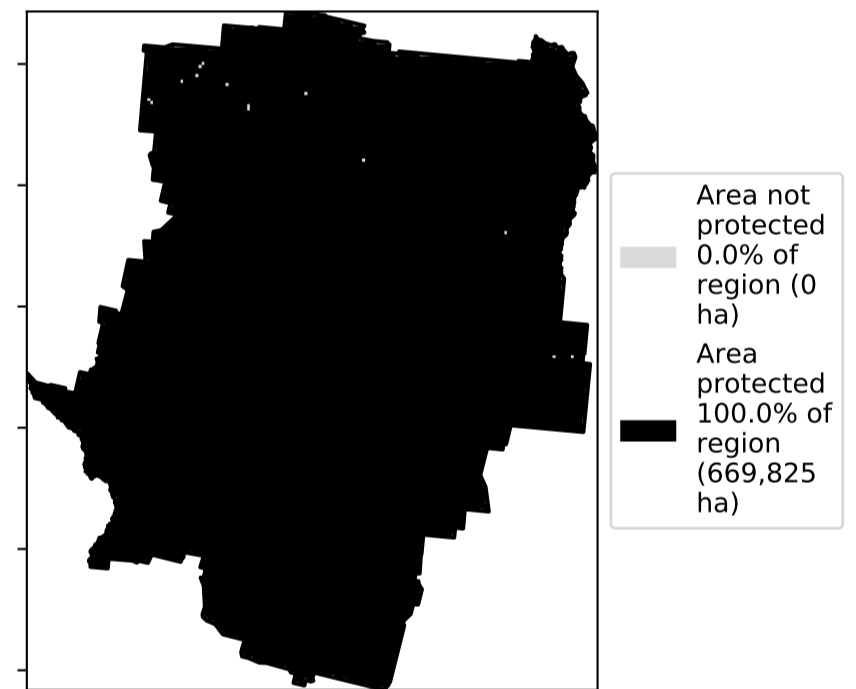 Area not
protected
0.0% of
region (0
ha)
Area
protected
100.0% of
region
(669,825
ha)